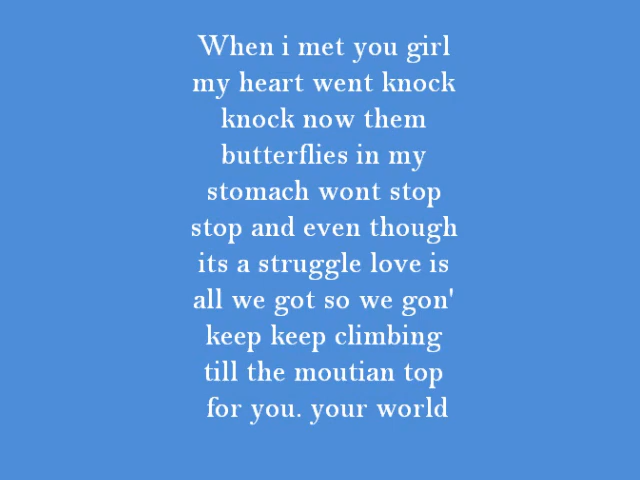 When i met you girl
my heart went knock
knock now them
butterflies in my
stomach wont stop
stop and even though
its a struggle love is
all we got so we gon'
keep keep climbing
till the moutian top
for you. your world